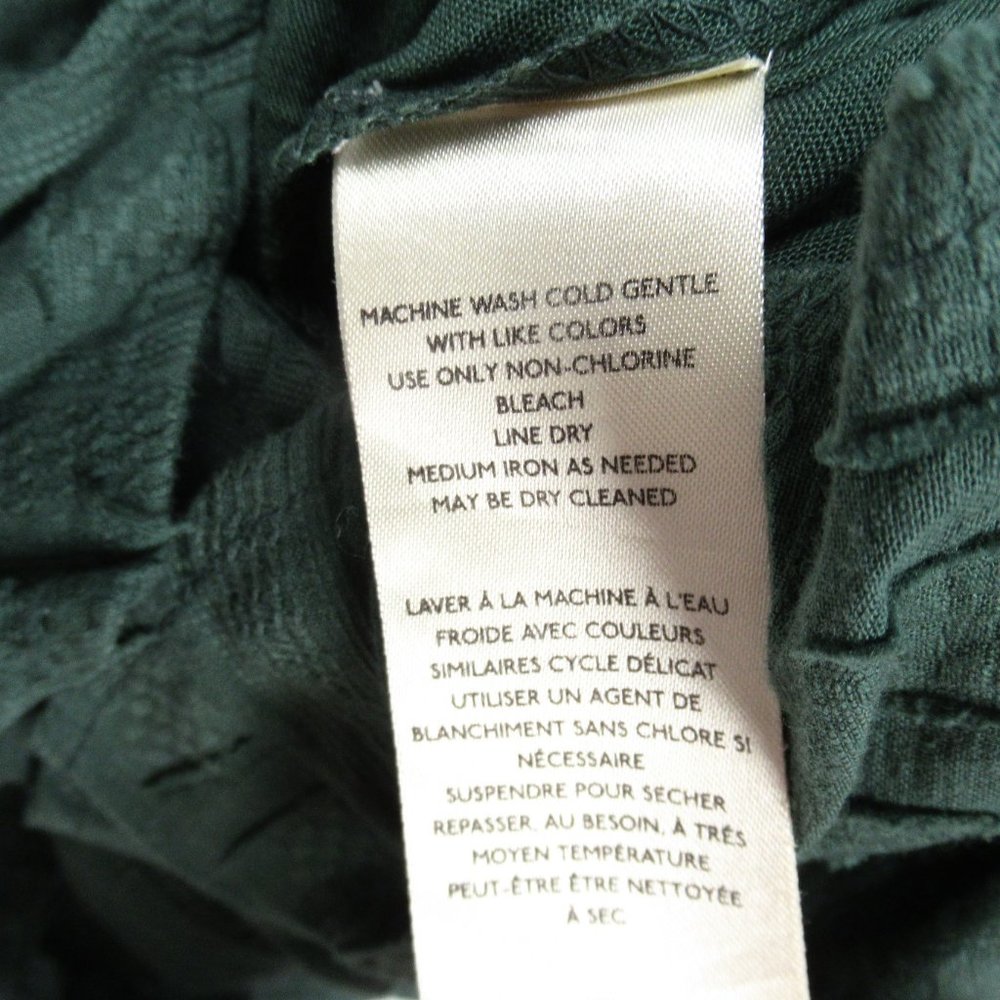 MACHINE WASH COLD GENTLE
WITH LIKE COLORS
USE ONLY NON-CHLORINE
BLEACH
LINE DRY
MEDIUM IRON AS NEEDED
MAY BE DRY CLEANED
LAVER À LA MACHINE À L'EAU
FROIDE AVEC COULEURS
SIMILAIRES CYCLE DÉLICAT
UTILISER UN AGENT DE
BLANCHIMENT SANS CHLORE SI
NÉCESSAIRE
SUSPENDRE POUR SÉCHER
REPASSER, AU BESOIN, À TRÉS
MOYEN TEMPÉRATURE
PEUT-ÊTRE ÊTRE NETTOYÉE
À SEC